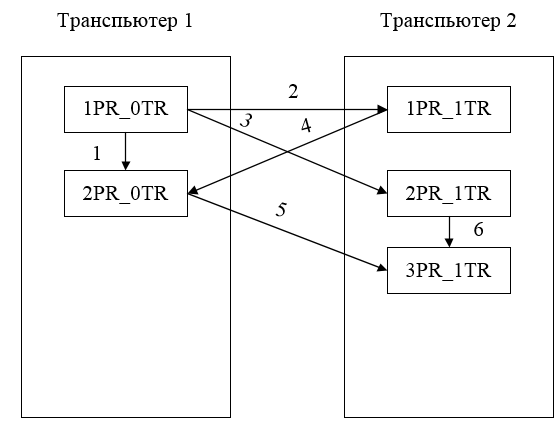 Транспьютер 1
Транспьютер 2
1PR_0TR
2
1PR_1TR
3
4
1
2PR_0TR
2PR_1TR
5
6
3PR_1TR